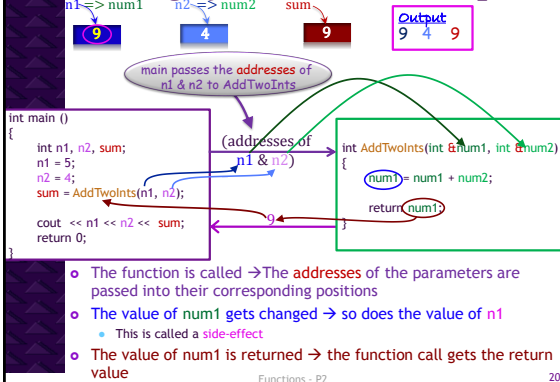 n1 => num1 n2 => num2 sum
9 4 9
Output
9 4 9
main passes the addresses of
n1 & n2 to AddTwoInts
int main ()
{
int n1, n2, sum;
n1 = 5;
n2 = 4;
sum = AddTwoInts(n1, n2);
cout << n1 << n2 << sum;
return 0;
}
(addresses of
n1 & n2)
9
int AddTwoInts(int &num1, int &num2)
{
num1 = num1 + num2;
return num1;
}
The function is called → The addresses of the parameters are
passed into their corresponding positions
The value of num1 gets changed → so does the value of n1
This is called a side-effect
The value of num1 is returned → the function call gets the return
value
Functions - P2
20